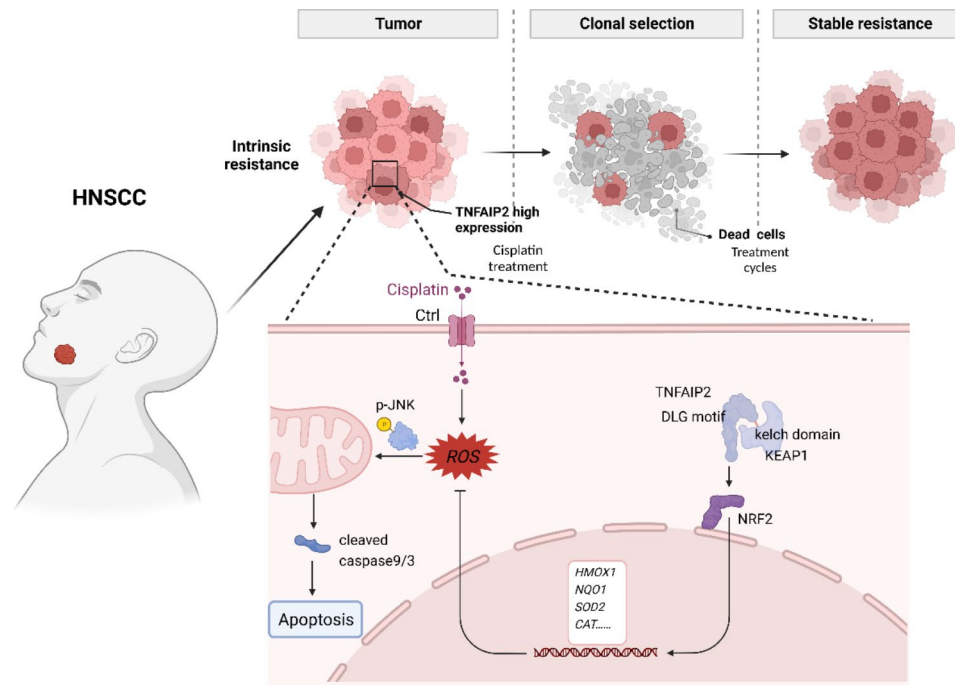 Tumor
Clonal selection
Stable resistance
Intrinsic
resistance
HNSCC
TNFAIP2 high
expression
Cisplatin
treatment
Dead cells
Treatment
cycles
Cisplatin
Ctrl
p-JNK
P
ROS
TNFAIP2
DLG motif
kelch domain
KEAP1
NRF2
cleaved
caspase9/3
Apoptosis
HMOX1
NQO1
SOD2
CAT......